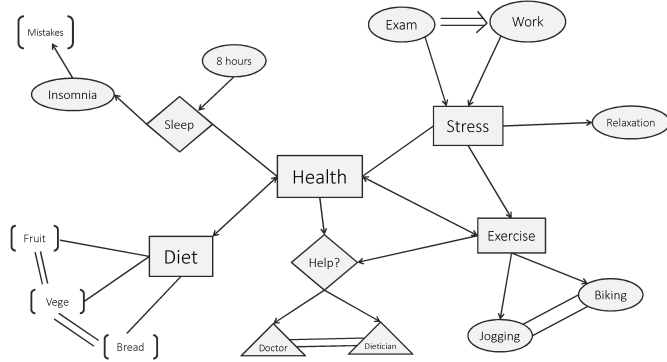 Mistakes
Exam
Work
8 hours
Insomnia
Sleep
Stress
Relaxation
Health
Fruit
Diet
Help?
Exercise
Vege
Biking
Bread
Doctor
Dietician
Jogging